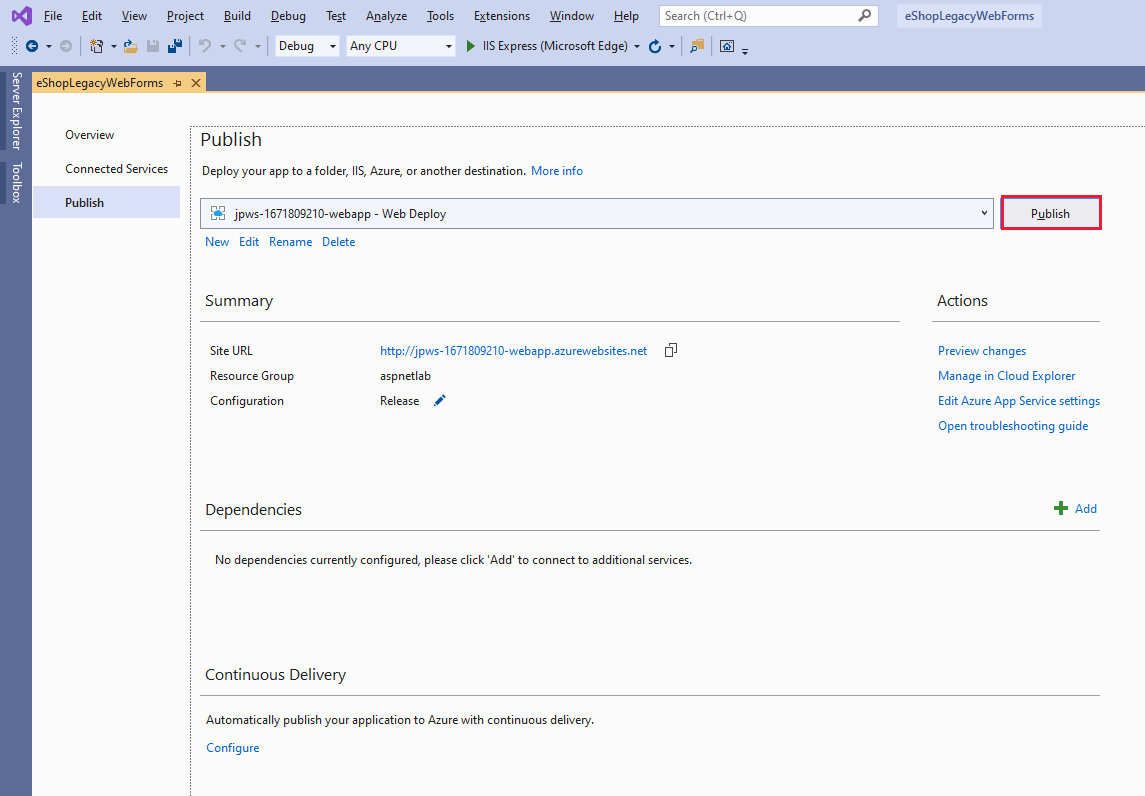 File Edit View Project Build Debug Test Analyze Tools Extensions Window Help Search (Ctrl+Q) eShopLegacyWebForms
Debug Any CPU IIS Express (Microsoft Edge)
eShopLegacyWebForms
Server Explorer
Toolbox
Overview
Connected Services
Publish
Publish
Deploy your app to a folder, IIS, Azure, or another destination. More info
jpws-1671809210-webapp - Web Deploy
Publish
New Edit Rename Delete
Summary
Site URL http://jpws-1671809210-webapp.azurewebsites.net
Resource Group aspnetlab
Configuration Release
Actions
Preview changes
Manage in Cloud Explorer
Edit Azure App Service settings
Open troubleshooting guide
Dependencies
Add
No dependencies currently configured, please click 'Add' to connect to additional services.
Continuous Delivery
Automatically publish your application to Azure with continuous delivery.
Configure